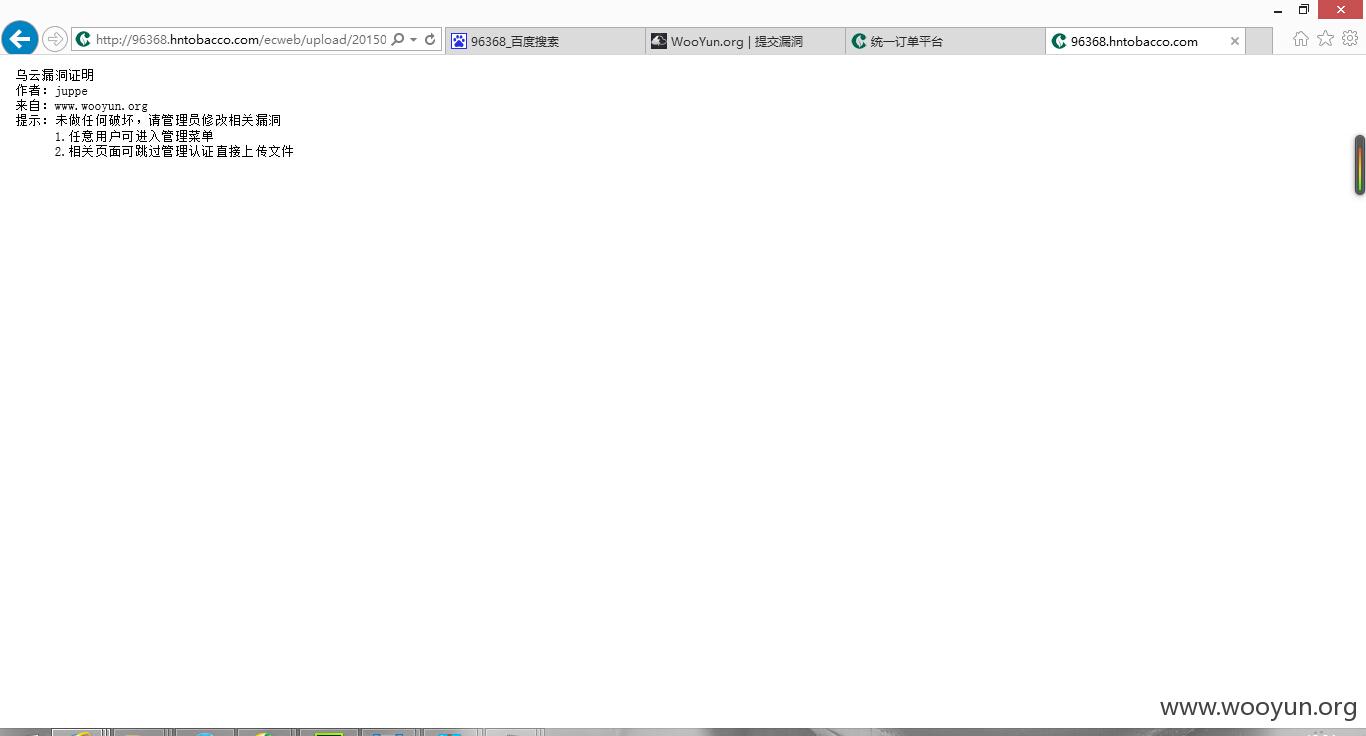 http://96368.hntobacco.com/ecweb/upload/20150
96368_百度搜索
WooYun.org | 提交漏洞
统一订单平台
96368.hntobacco.com
乌云漏洞证明
作者：juppe
来自：www.wooyun.org
提示：未做任何破坏，请管理员修改相关漏洞
1.任意用户可进入管理菜单
2.相关页面可跳过管理认证直接上传文件
www.wooyun.org